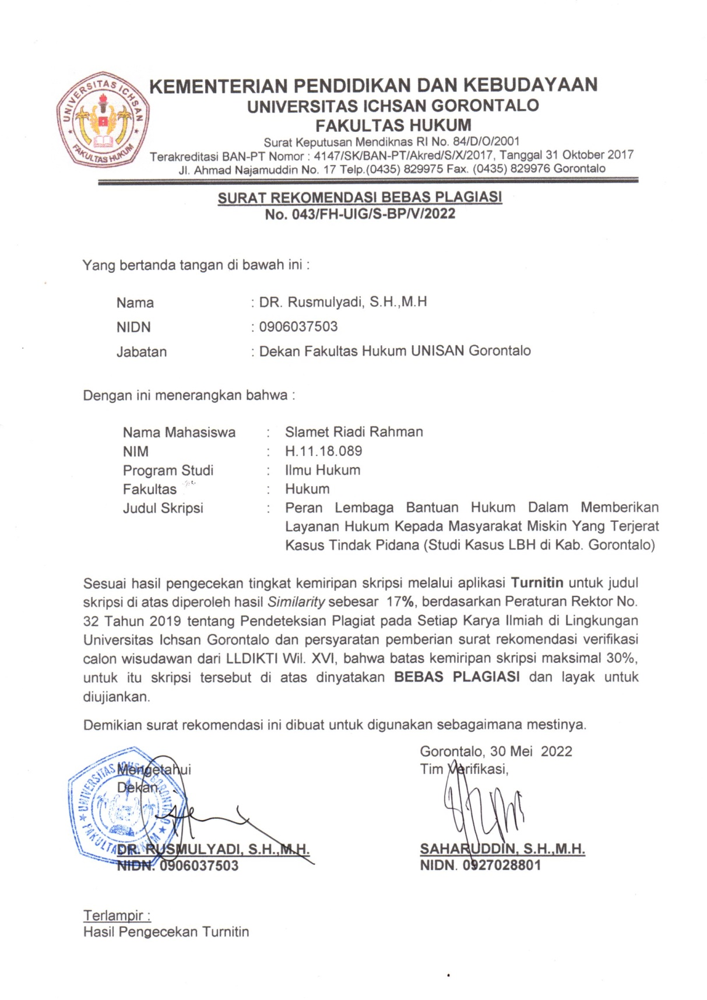 UNIVERSITAS ICHSAN
FAKULTAS HUKUM
KEMENTERIAN PENDIDIKAN DAN KEBUDAYAAN
UNIVERSITAS ICHSAN GORONTALO
FAKULTAS HUKUM
Surat Keputusan Mendiknas RI No. 84/D/O/2001
Terakreditasi BAN-PT Nomor : 4147/SK/BAN-PT/Akred/S/X/2017, Tanggal 31 Oktober 2017
Jl. Ahmad Najamuddin No. 17 Telp.(0435) 829975 Fax. (0435) 829976 Gorontalo
SURAT REKOMENDASI BEBAS PLAGIASI
No. 043/FH-UIG/S-BP/V/2022
Yang bertanda tangan di bawah ini :
Nama : DR. Rusmulyadi, S.H.,M.H
NIDN : 0906037503
Jabatan : Dekan Fakultas Hukum UNISAN Gorontalo
Dengan ini menerangkan bahwa :
Nama Mahasiswa : Slamet Riadi Rahman
NIM : H.11.18.089
Program Studi : Ilmu Hukum
Fakultas : Hukum
Judul Skripsi : Peran Lembaga Bantuan Hukum Dalam Memberikan
Layanan Hukum Kepada Masyarakat Miskin Yang Terjerat
Kasus Tindak Pidana (Studi Kasus LBH di Kab. Gorontalo)
Sesuai hasil pengecekan tingkat kemiripan skripsi melalui aplikasi Turnitin untuk judul
skripsi di atas diperoleh hasil Similarity sebesar 17%, berdasarkan Peraturan Rektor No.
32 Tahun 2019 tentang Pendeteksian Plagiat pada Setiap Karya Ilmiah di Lingkungan
Universitas Ichsan Gorontalo dan persyaratan pemberian surat rekomendasi verifikasi
calon wisudawan dari LLDIKTI Wil. XVI, bahwa batas kemiripan skripsi maksimal 30%,
untuk itu skripsi tersebut di atas dinyatakan BEBAS PLAGIASI dan layak untuk
diujiankan.
Demikian surat rekomendasi ini dibuat untuk digunakan sebagaimana mestinya.
Gorontalo, 30 Mei 2022
Mengetahui
Dekan,
Tim Verifikasi,
UNIVERSITAS ICHSAN GORONTALO
FAKULTAS HUKUM
DR. RUSMULYADI, S.H.,M.H.
NIDN. 0906037503
SAHARUDDIN, S.H.,M.H.
NIDN. 0927028801
Terlampir :
Hasil Pengecekan Turnitin